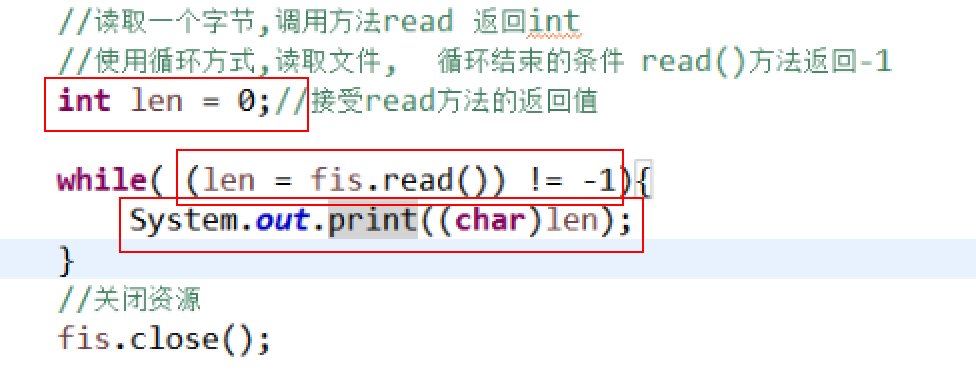 //读取一个字节,调用方法read 返回int
//使用循环方式,读取文件, 循环结束的条件 read()方法返回-1
int len = 0;//接受read方法的返回值
while( (len = fis.read()) != -1){
System.out.print((char)len);
}
//关闭资源
fis.close();